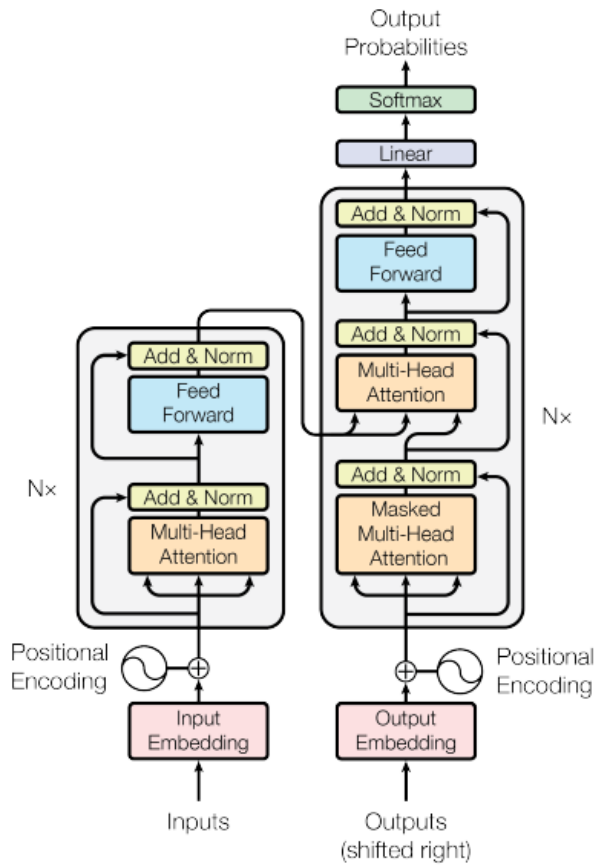 Output
Probabilities
Softmax
Linear
Add & Norm
Feed
Forward
Add & Norm
Multi-Head
Attention
Add & Norm
Masked
Multi-Head
Attention
Nx
Add & Norm
Feed
Forward
Add & Norm
Multi-Head
Attention
N×
Positional
Encoding
Positional
Encoding
Input
Embedding
Output
Embedding
Inputs
Outputs
(shifted right)